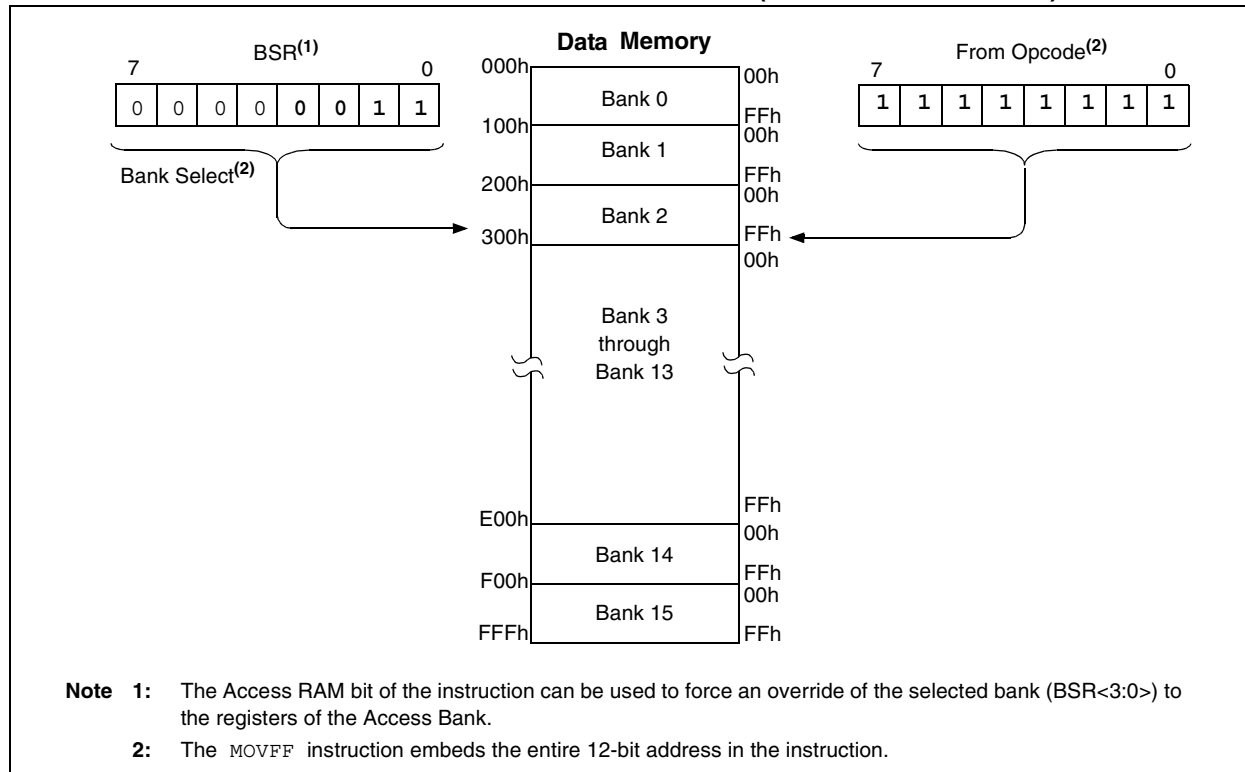 Data Memory
BSR(1)
7 0
0 0 0 0 0 0 1 1
Bank Select(2)
From Opcode(2)
7 0
1 1 1 1 1 1 1 1
000h
00h
Bank 0
FFh
100h
00h
Bank 1
FFh
200h
00h
Bank 2
FFh
300h
00h
Bank 3
through
Bank 13
FFh
E00h
00h
Bank 14
FFh
F00h
00h
Bank 15
FFFh
FFh
Note 1: The Access RAM bit of the instruction can be used to force an override of the selected bank (BSR<3:0>) to
the registers of the Access Bank.
2: The MOVFF instruction embeds the entire 12-bit address in the instruction.